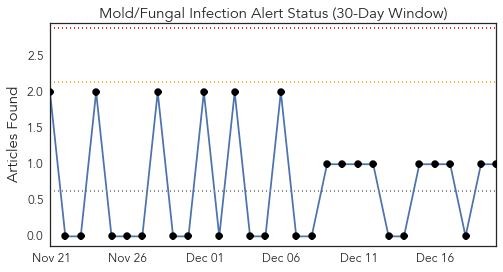 Mold/Fungal Infection Alert Status (30-Day Window)
Articles Found
2.5
2.0
1.5
1.0
0.5
0.0
Nov 21 Nov 26 Dec 01 Dec 06 Dec 11 Dec 16